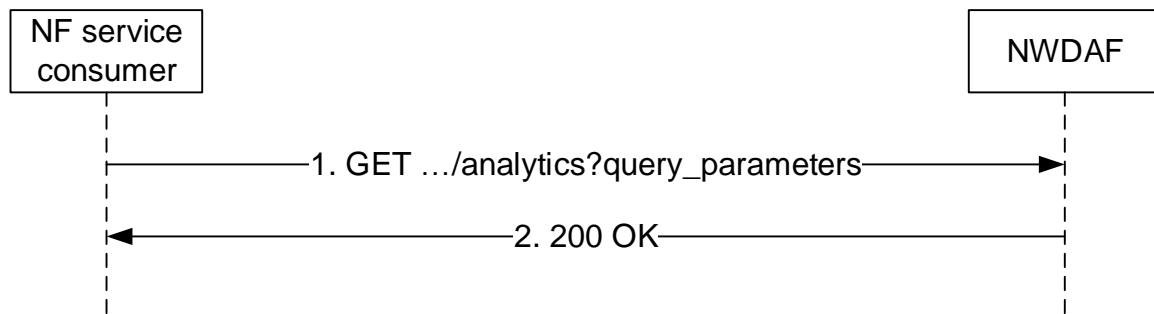 NF service
consumer
NWDAF
1. GET …/analytics?query_parameters
2. 200 OK